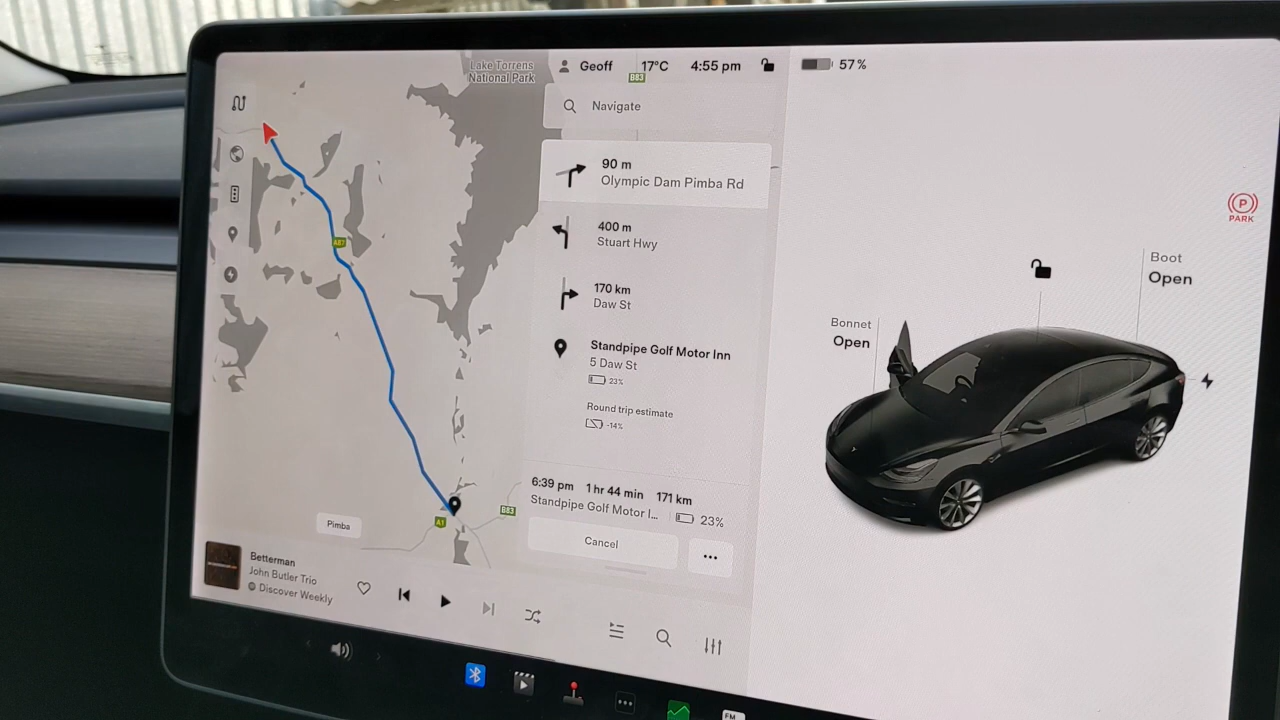 Lake Torrens
National Park
Geoff
17°C
4:55 pm
57 %
B83
Navigate
90 m
Olympic Dam Pimba Rd
400 m
Stuart Hwy
170 km
Daw St
Standpipe Golf Motor Inn
5 Daw St
23%
Round trip estimate
-14%
6:39 pm 1 hr 44 min 171 km
Standpipe Golf Motor I... 23%
Cancel
A87
A1
B83
Pimba
Betterman
John Butler Trio
Discover Weekly
P
PARK
Boot
Open
Bonnet
Open
FM